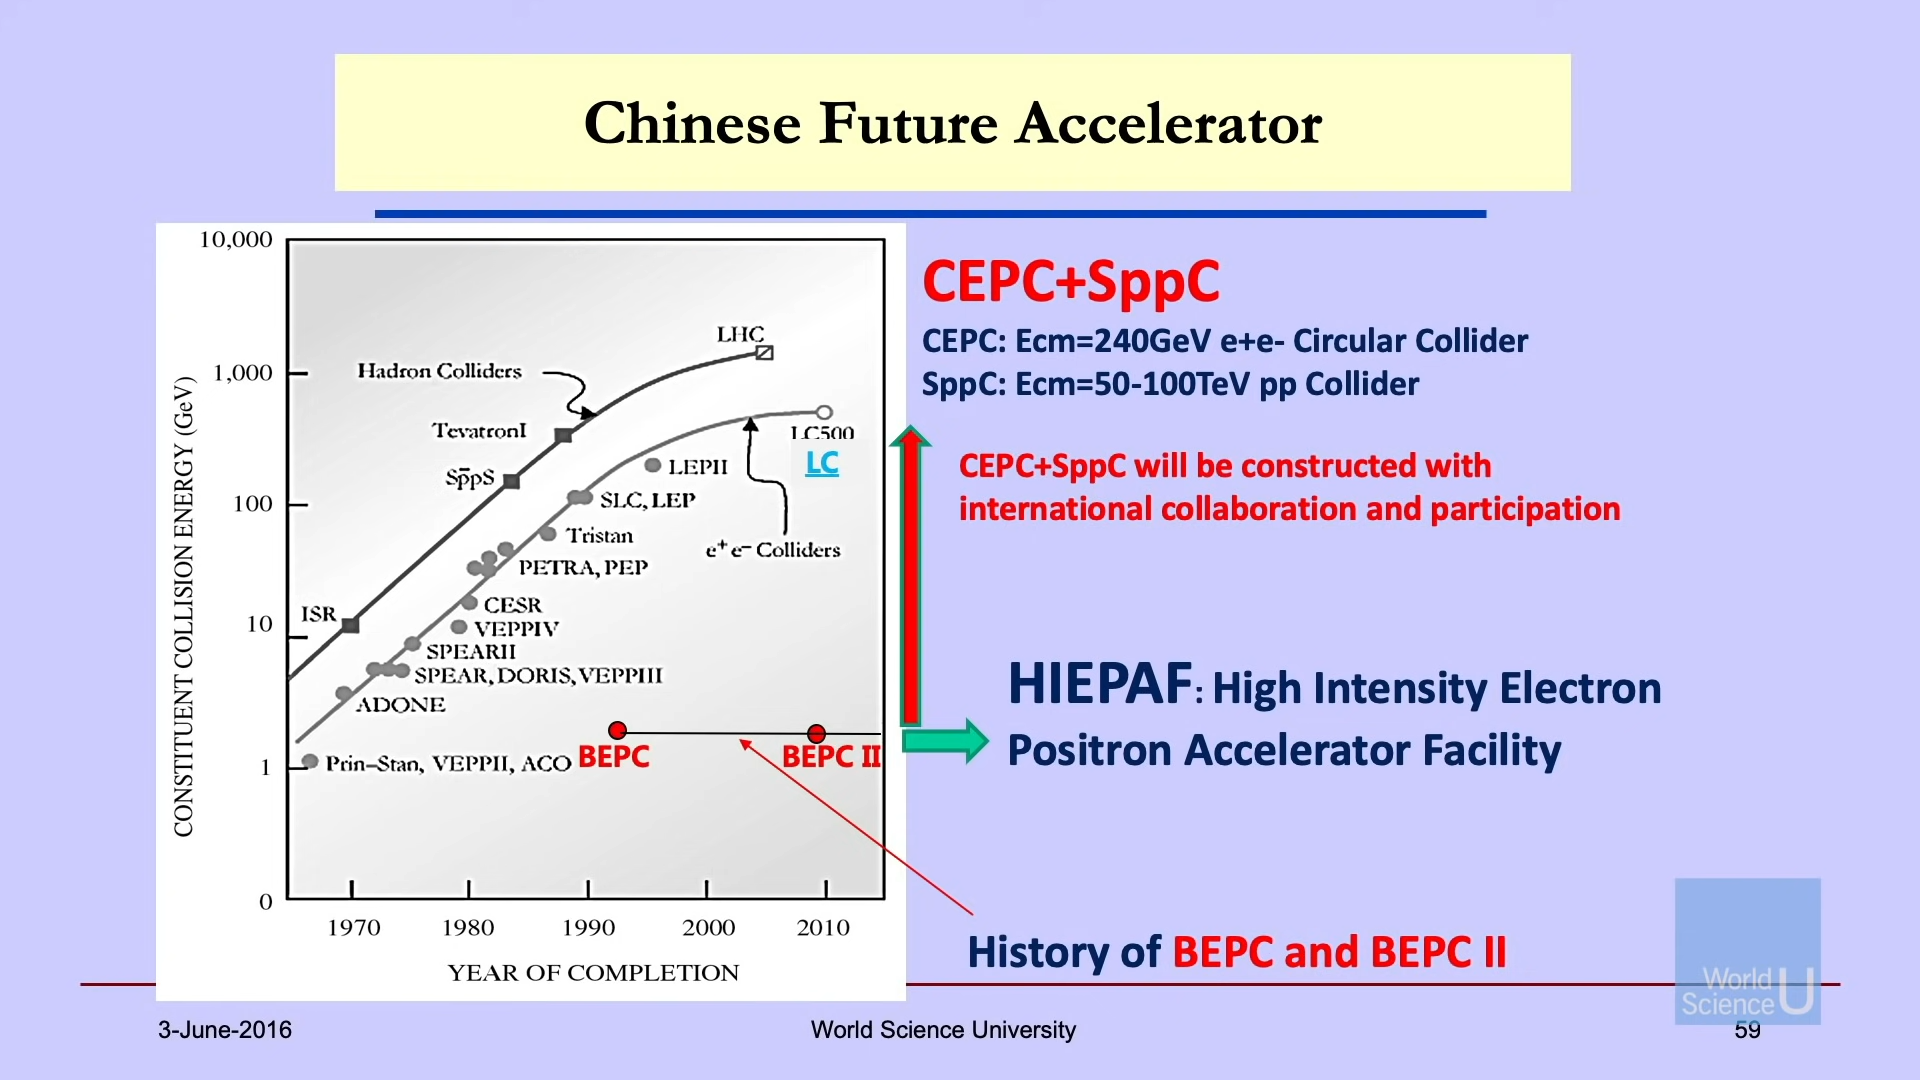 Chinese Future Accelerator
10,000
1,000
100
10
1
0
CONSTITUENT COLLISION ENERGY (GeV)
LHC
Hadron Colliders
TevatronI
Sp̄pS
ISR
LC500
LC
LEPII
SLC, LEP
Tristan
e⁺e⁻ Colliders
PETRA, PEP
CESR
VEPPIV
SPEARII
SPEAR, DORIS, VEPPIII
ADONE
Prin–Stan, VEPPII, ACO
BEPC
BEPC II
1970
1980
1990
2000
2010
YEAR OF COMPLETION
CEPC+SppC
CEPC: Ecm=240GeV e+e- Circular Collider
SppC: Ecm=50-100TeV pp Collider
CEPC+SppC will be constructed with
international collaboration and participation
HIEPAF: High Intensity Electron
Positron Accelerator Facility
History of BEPC and BEPC II
World
Science U
3-June-2016
World Science University
59